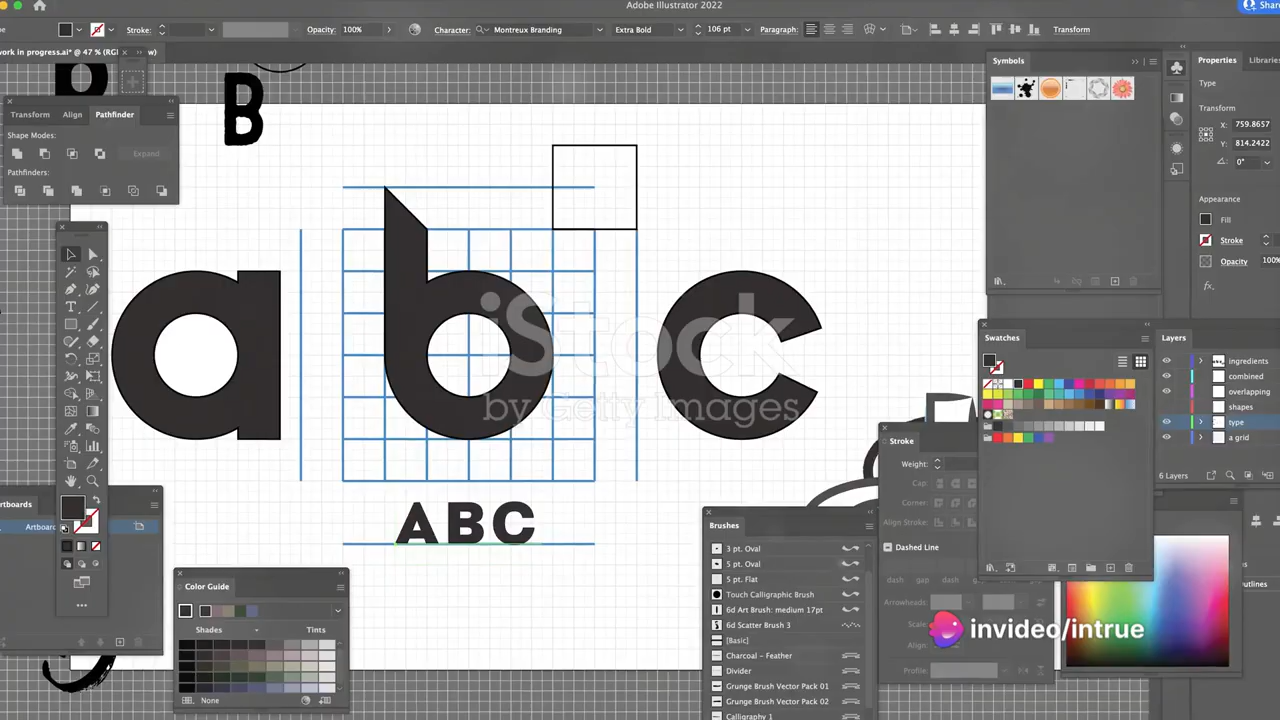 Adobe Illustrator 2022
Share
Stroke:
Opacity: 100%
Character: Montreux Branding
Extra Bold
106 pt
Paragraph:
Transform
work in progress.ai* @ 47 %
B
Transform Align Pathfinder
Shape Modes:
Expand
Pathfinders:
Symbols
Properties Libraries
Type
Transform
X: 759.8657
Y: 814.2422
0°
Appearance
Fill
Stroke
Opacity 100%
fx.
a b c
iStock
by Getty Images
ABC
Swatches
Layers
ingredients
combined
overlapping
shapes
type
a grid
6 Layers
Stroke
Weight:
Cap:
Corner:
Align Stroke:
Dashed Line
dash gap dash
Arrowheads:
Scale:
Align:
Profile:
Artboards
Color Guide
Shades Tints
None
Brushes
3 pt. Oval
5 pt. Oval
5 pt. Flat
Touch Calligraphic Brush
6d Art Brush: medium 17pt
6d Scatter Brush 3
[Basic]
Charcoal - Feather
Divider
Grunge Brush Vector Pack 01
Grunge Brush Vector Pack 02
Calligraphy 1
invideo/intrue